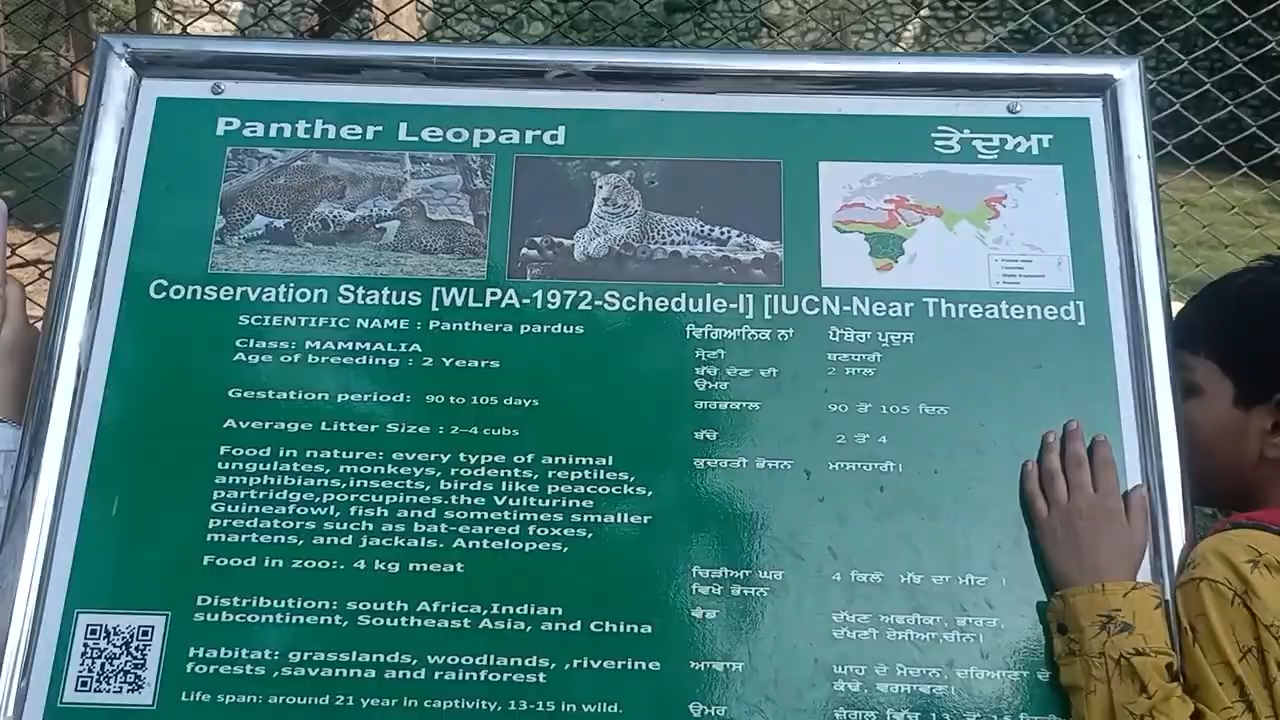 Panther Leopard
ਤੇਂਦੂਆ
Conservation Status [WLPA-1972-Schedule-I] [IUCN-Near Threatened]
SCIENTIFIC NAME : Panthera pardus
Class: MAMMALIA
Age of breeding : 2 Years
Gestation period: 90 to 105 days
Average Litter Size : 2–4 cubs
Food in nature: every type of animal
ungulates, monkeys, rodents, reptiles,
amphibians,insects, birds like peacocks,
partridge,porcupines.the Vulturine
Guineafowl, fish and sometimes smaller
predators such as bat-eared foxes,
martens, and jackals. Antelopes,
Food in zoo:. 4 kg meat
Distribution: south Africa,Indian
subcontinent, Southeast Asia, and China
Habitat: grasslands, woodlands, ,riverine
forests ,savanna and rainforest
Life span: around 21 year in captivity, 13-15 in wild.
ਵਿਗਿਆਨਿਕ ਨਾਂ ਪੈਂਥੇਰਾ ਪ੍ਰਦੁਸ
ਸ੍ਰੇਣੀ ਥਣਧਾਰੀ
ਬੱਚੇ ਦੇਣ ਦੀ 2 ਸਾਲ
ਉਮਰ
ਗਰਭਕਾਲ 90 ਤੋਂ 105 ਦਿਨ
ਬੱਚੇ 2 ਤੋਂ 4
ਕੁਦਰਤੀ ਭੋਜਨ ਮਾਸਾਹਾਰੀ।
ਚਿੜੀਆ ਘਰ 4 ਕਿਲੋ ਮੱਝ ਦਾ ਮੀਟ ।
ਵਿਖੇ ਭੋਜਨ
ਵੰਡ ਦੱਖਣ ਅਫਰੀਕਾ, ਭਾਰਤ,
ਦੱਖਣੀ ਏਸੀਆ,ਚੀਨ।
ਆਵਾਸ ਘਾਹ ਦੇ ਮੈਦਾਨ, ਦਰਿਆਣਾ ਦੇ
ਕੰਢੇ, ਵਰਸਾਵਣ।
ਉਮਰ ਜੰਗਲ ਵਿੱਚ 13 ਤੋਂ 15